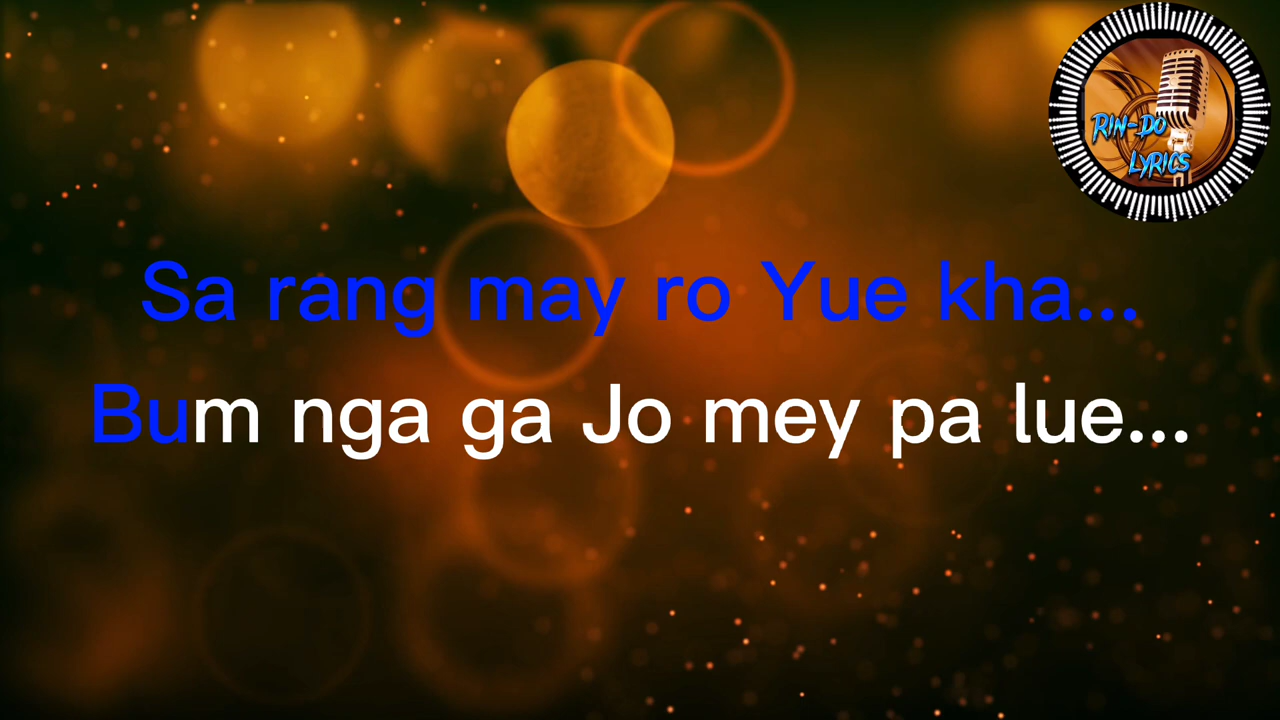 RIN-DO
LYRICS
Sa rang may ro Yue kha...
Bum nga ga Jo mey pa lue...